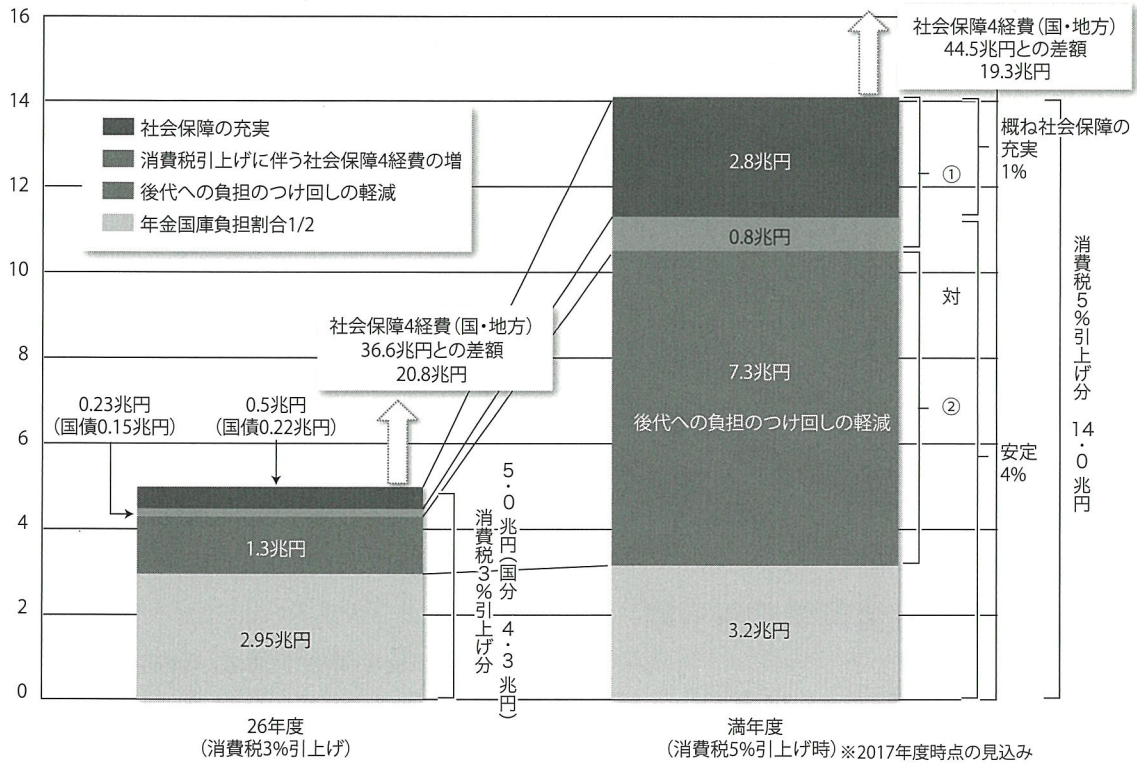 16
14
12
10
8
6
4
2
0
社会保障の充実
消費税引上げに伴う社会保障4経費の増
後代への負担のつけ回しの軽減
年金国庫負担割合1/2
社会保障4経費(国・地方)
36.6兆円との差額
20.8兆円
0.23兆円
(国債0.15兆円)
0.5兆円
(国債0.22兆円)
1.3兆円
2.95兆円
消費税3%引上げ分
5・0兆円(国分 4・3兆円)
26年度
(消費税3%引上げ)
社会保障4経費(国・地方)
44.5兆円との差額
19.3兆円
2.8兆円
0.8兆円
7.3兆円
後代への負担のつけ回しの軽減
3.2兆円
①
対
②
概ね社会保障の
充実
1%
安定
4%
消費税5%引上げ分 14・0兆円
満年度
(消費税5%引上げ時)
※2017年度時点の見込み